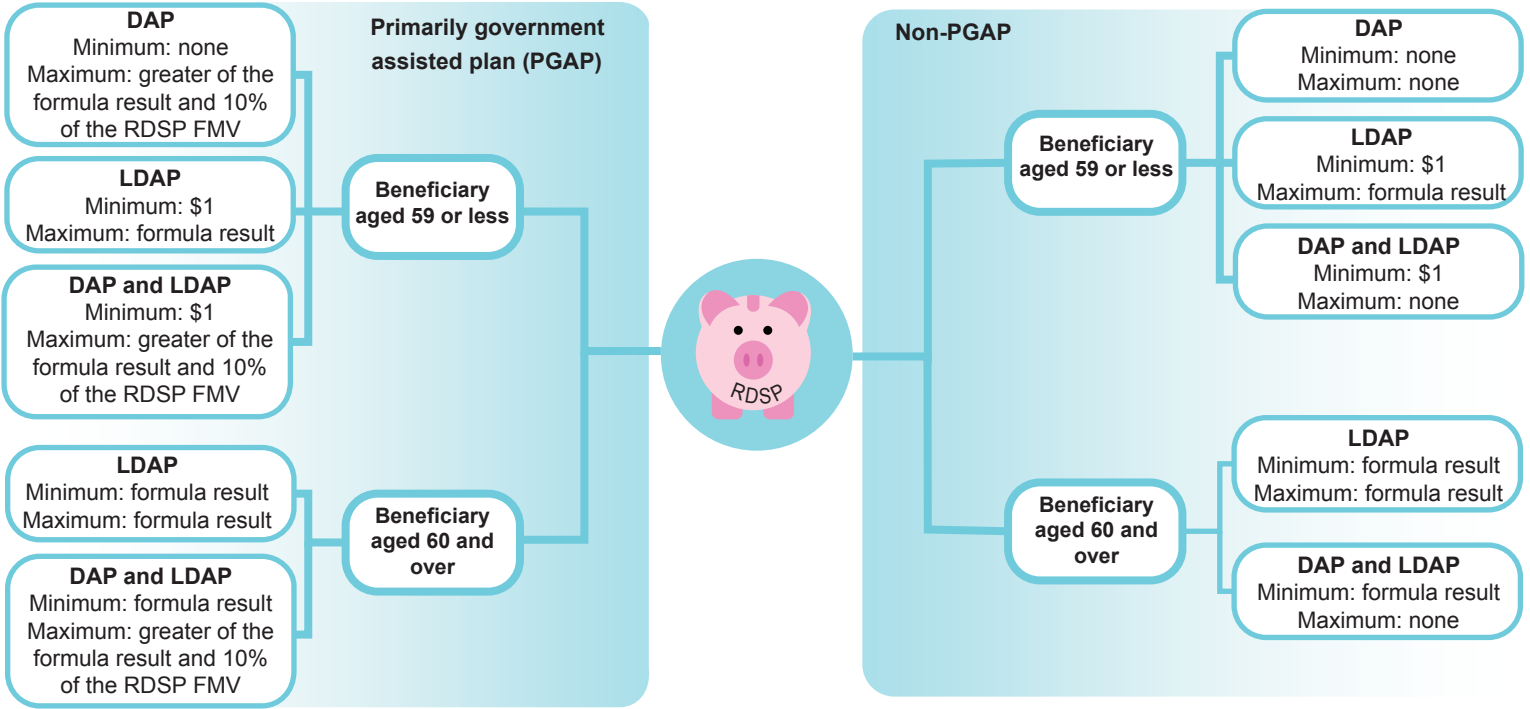 Primarily government
assisted plan (PGAP)
Beneficiary
aged 59 or less
DAP
Minimum: none
Maximum: greater of the
formula result and 10%
of the RDSP FMV
LDAP
Minimum: $1
Maximum: formula result
DAP and LDAP
Minimum: $1
Maximum: greater of the
formula result and 10%
of the RDSP FMV
Beneficiary
aged 60 and
over
LDAP
Minimum: formula result
Maximum: formula result
DAP and LDAP
Minimum: formula result
Maximum: greater of the
formula result and 10%
of the RDSP FMV
RDSP
Non-PGAP
Beneficiary
aged 59 or less
DAP
Minimum: none
Maximum: none
LDAP
Minimum: $1
Maximum: formula result
DAP and LDAP
Minimum: $1
Maximum: none
Beneficiary
aged 60 and
over
LDAP
Minimum: formula result
Maximum: formula result
DAP and LDAP
Minimum: formula result
Maximum: none